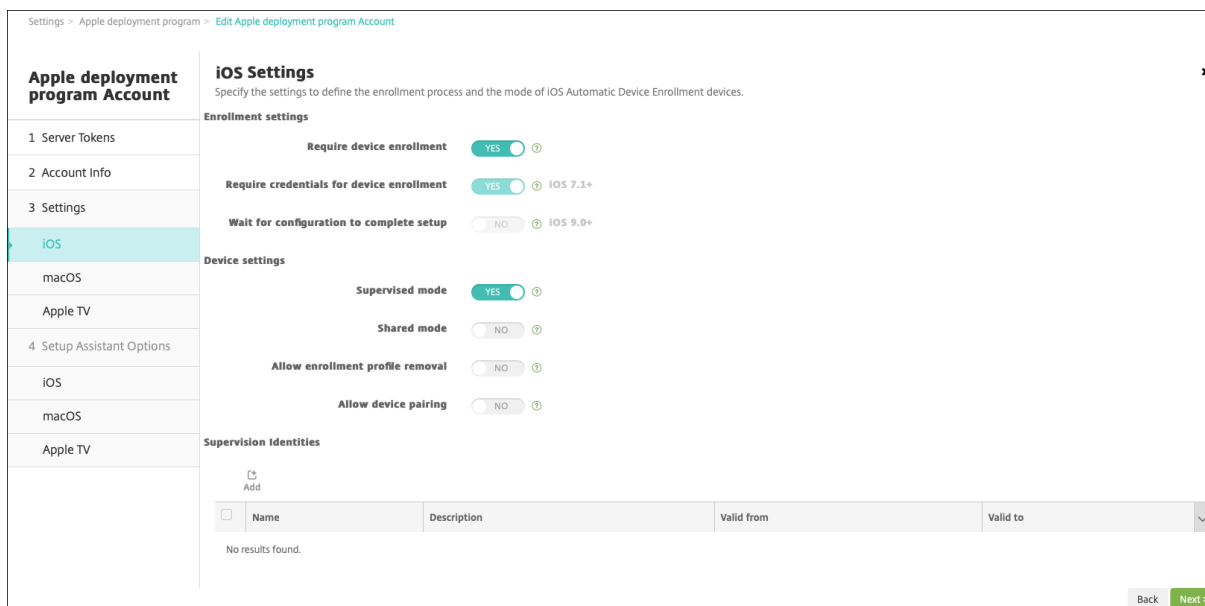 Settings > Apple deployment program > Edit Apple deployment program Account
Apple deployment
program Account
1 Server Tokens
2 Account Info
3 Settings
iOS
macOS
Apple TV
4 Setup Assistant Options
iOS
macOS
Apple TV
iOS Settings
Specify the settings to define the enrollment process and the mode of iOS Automatic Device Enrollment devices.
Enrollment settings
Require device enrollment YES ?
Require credentials for device enrollment YES ? iOS 7.1+
Wait for configuration to complete setup NO ? iOS 9.0+
Device settings
Supervised mode YES ?
Shared mode NO ?
Allow enrollment profile removal NO ?
Allow device pairing NO ?
Supervision Identities
Add
Name Description Valid from Valid to
No results found.
Back Next >